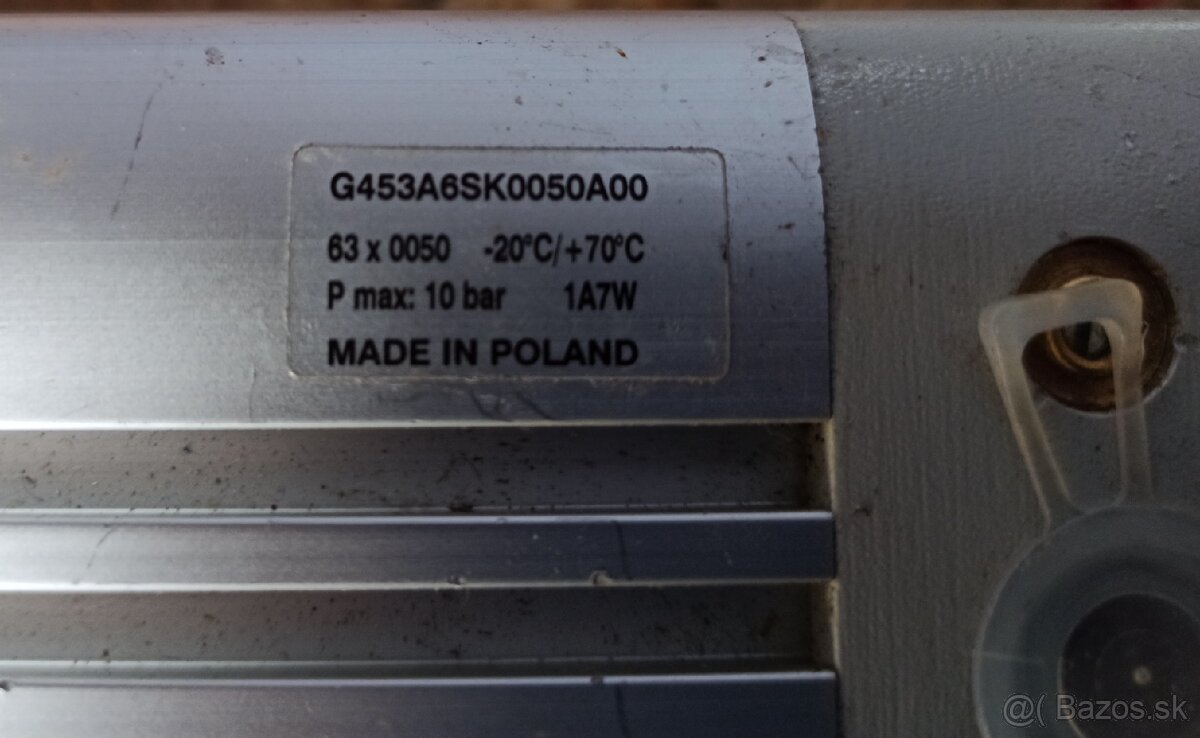 G453A6SK0050A00
63 x 0050 -20°C/+70°C
P max: 10 bar 1A7W
MADE IN POLAND
@( Bazos.sk